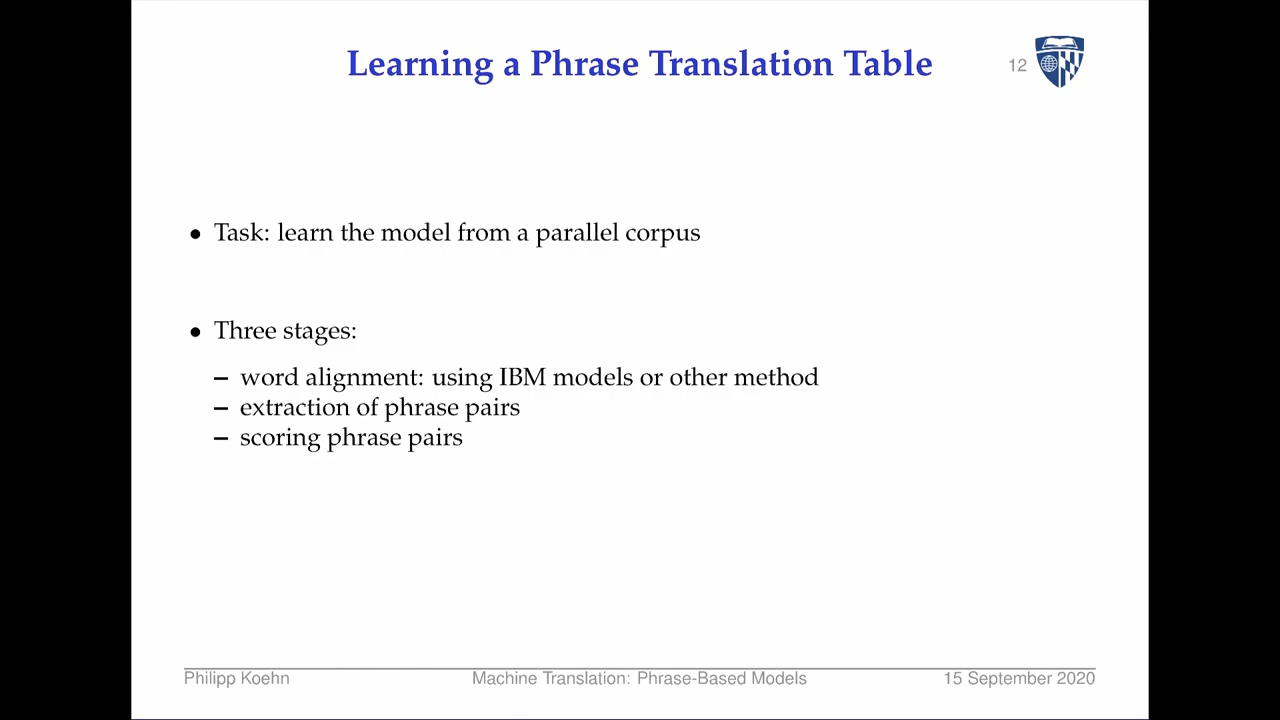 Learning a Phrase Translation Table
12
• Task: learn the model from a parallel corpus
• Three stages:
– word alignment: using IBM models or other method
– extraction of phrase pairs
– scoring phrase pairs
Philipp Koehn Machine Translation: Phrase-Based Models 15 September 2020